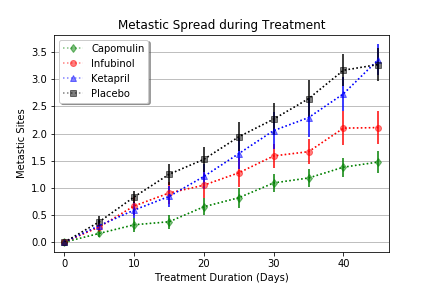 Metastic Spread during Treatment
Capomulin
Infubinol
Ketapril
Placebo
Metastic Sites
3.5
3.0
2.5
2.0
1.5
1.0
0.5
0.0
0 10 20 30 40
Treatment Duration (Days)